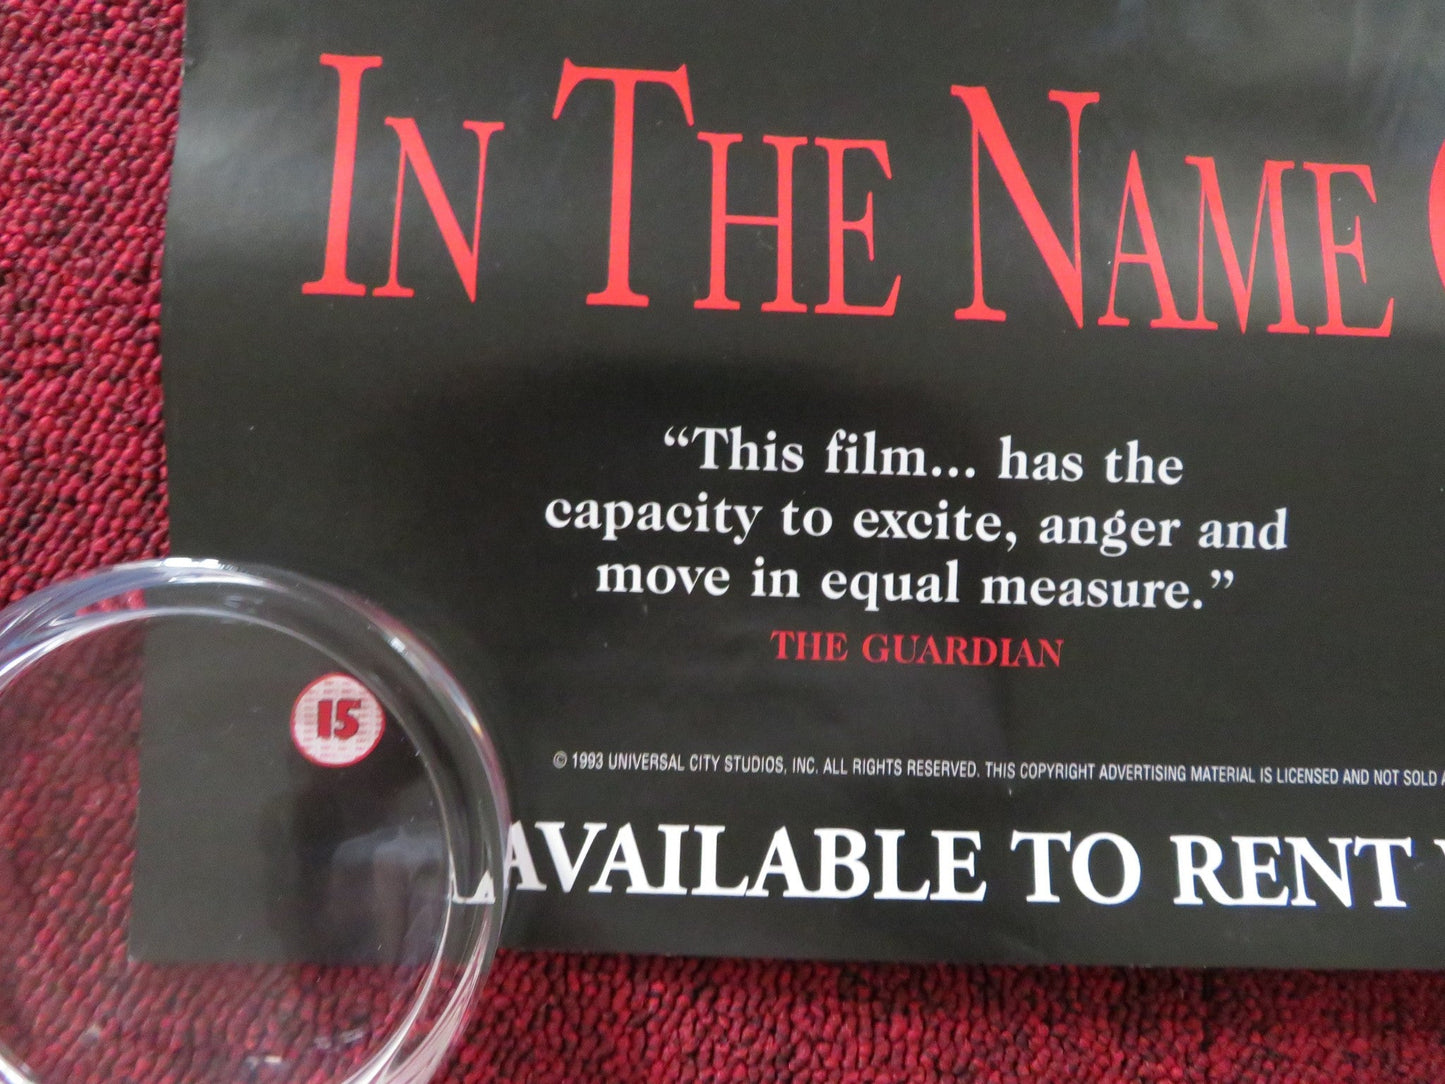 IN THE NAME
“This film... has the
capacity to excite, anger and
move in equal measure.”
THE GUARDIAN
15
© 1993 UNIVERSAL CITY STUDIOS, INC. ALL RIGHTS RESERVED. THIS COPYRIGHT ADVERTISING MATERIAL IS LICENSED AND NOT SOLD
AVAILABLE TO RENT